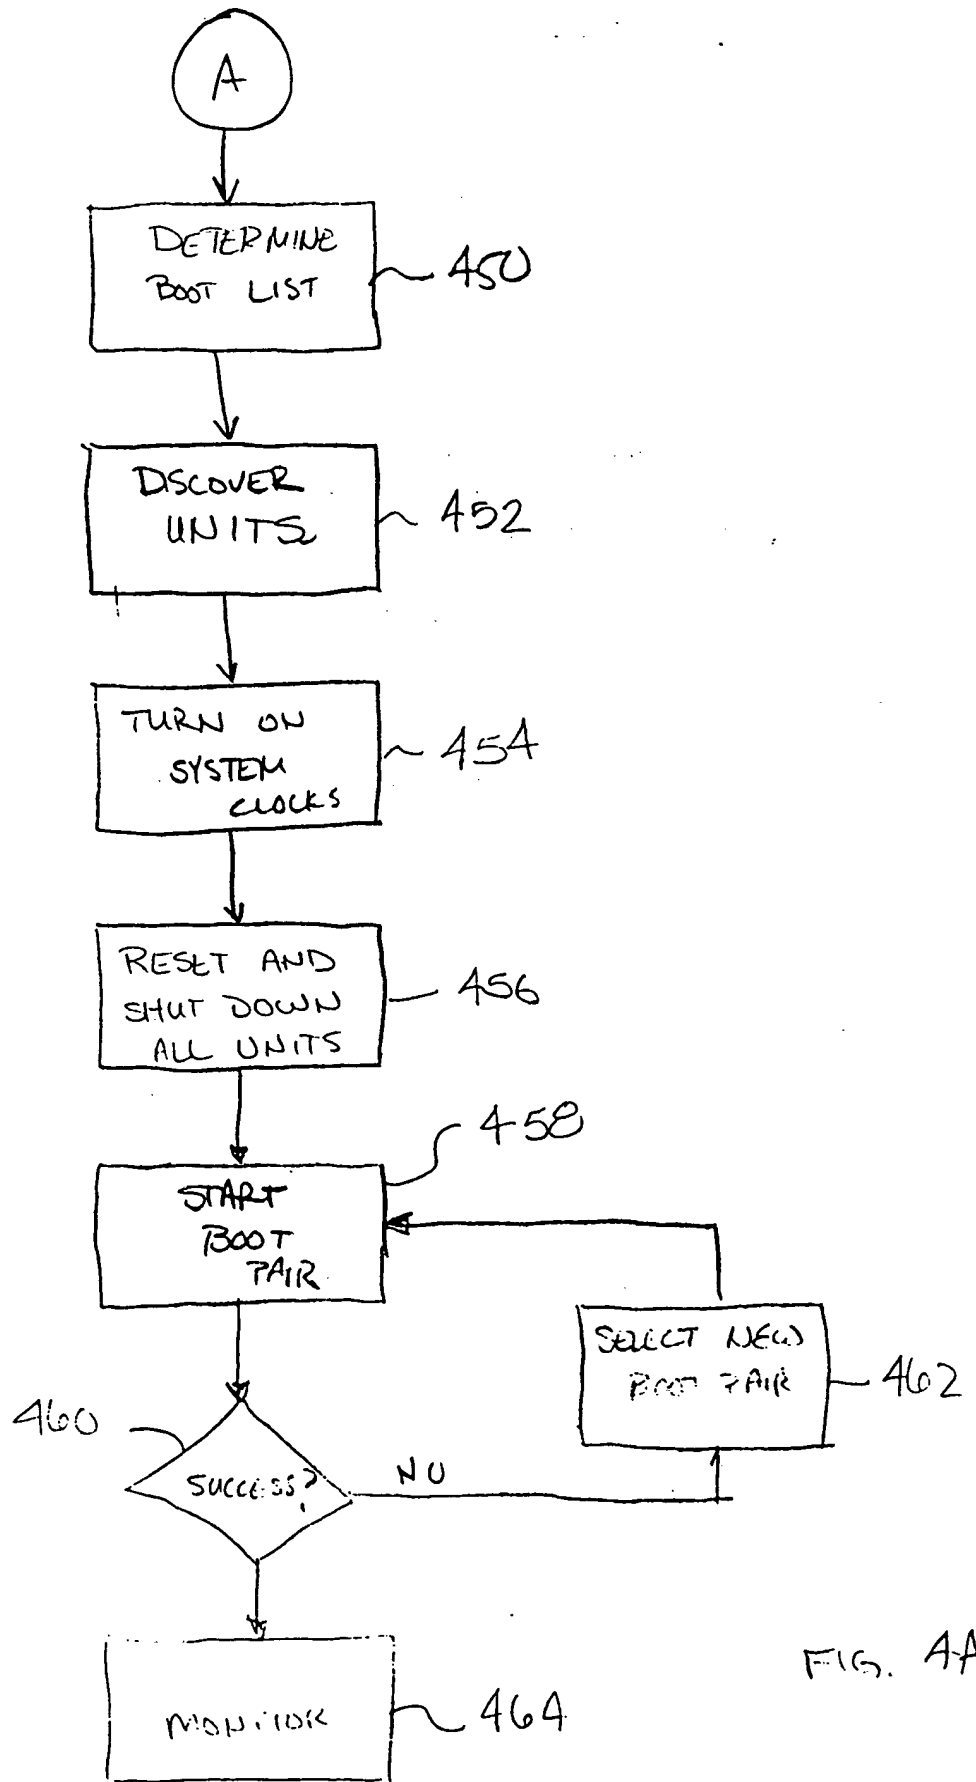 A
DETERMINE
BOOT LIST
450
DISCOVER
UNITS
452
TURN ON
SYSTEM
CLOCKS
454
RESET AND
SHUT DOWN
ALL UNITS
456
458
START
BOOT
PAIR
SELECT NEW
BOOT PAIR
462
460
SUCCESS?
NO
MONITOR
464
FIG. 4A